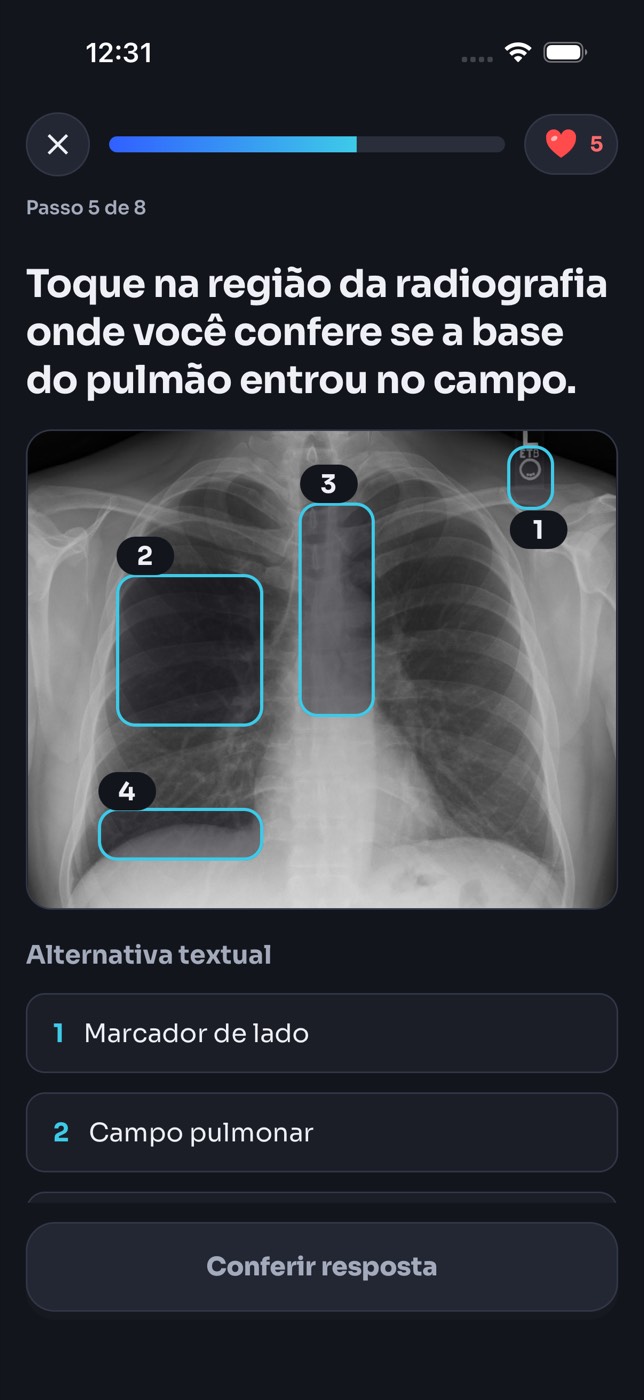 12:31
5
Passo 5 de 8
Toque na região da radiografia
onde você confere se a base
do pulmão entrou no campo.
L
ETB
3
1
2
4
Alternativa textual
1 Marcador de lado
2 Campo pulmonar
Conferir resposta